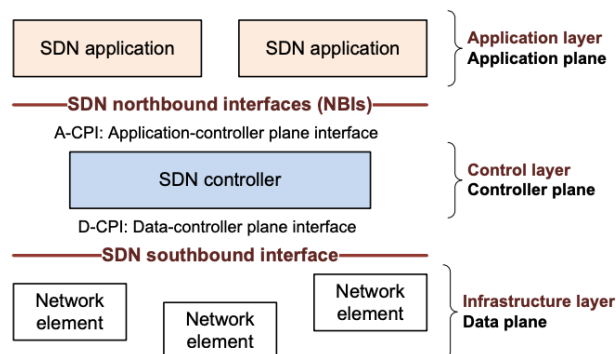 SDN application
SDN application
Application layer
Application plane
SDN northbound interfaces (NBIs)
A-CPI: Application-controller plane interface
SDN controller
Control layer
Controller plane
D-CPI: Data-controller plane interface
SDN southbound interface
Network
element
Network
element
Network
element
Infrastructure layer
Data plane